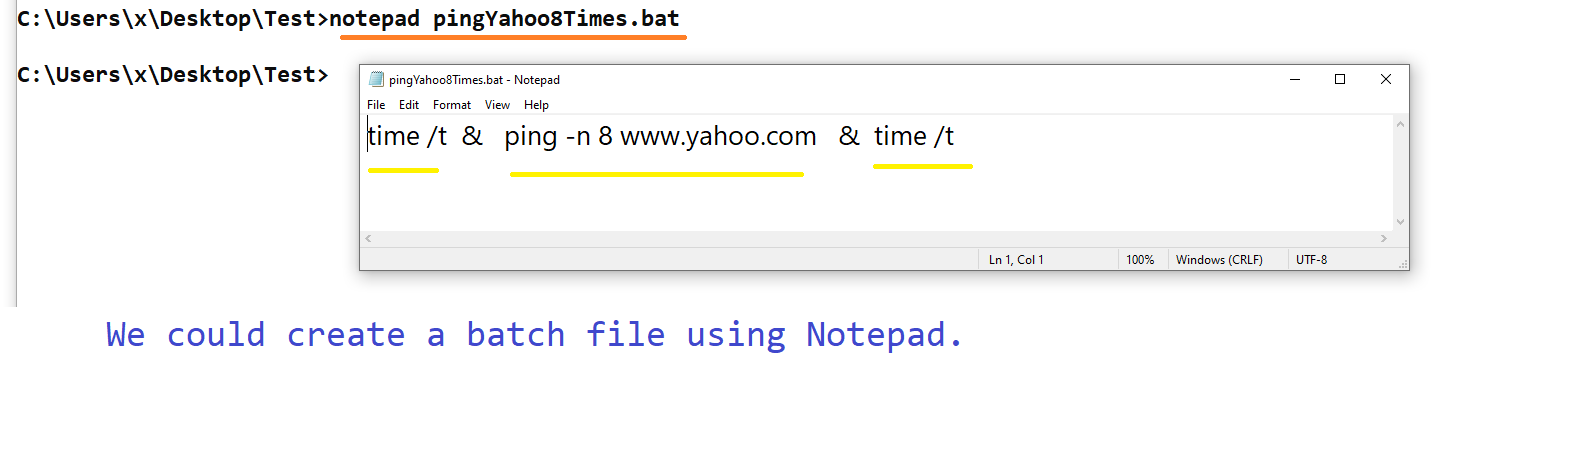 C:\Users\x\Desktop\Test>notepad pingYahoo8Times.bat
C:\Users\x\Desktop\Test>
pingYahoo8Times.bat - Notepad
File Edit Format View Help
time /t & ping -n 8 www.yahoo.com & time /t
Ln 1, Col 1 100% Windows (CRLF) UTF-8
We could create a batch file using Notepad.